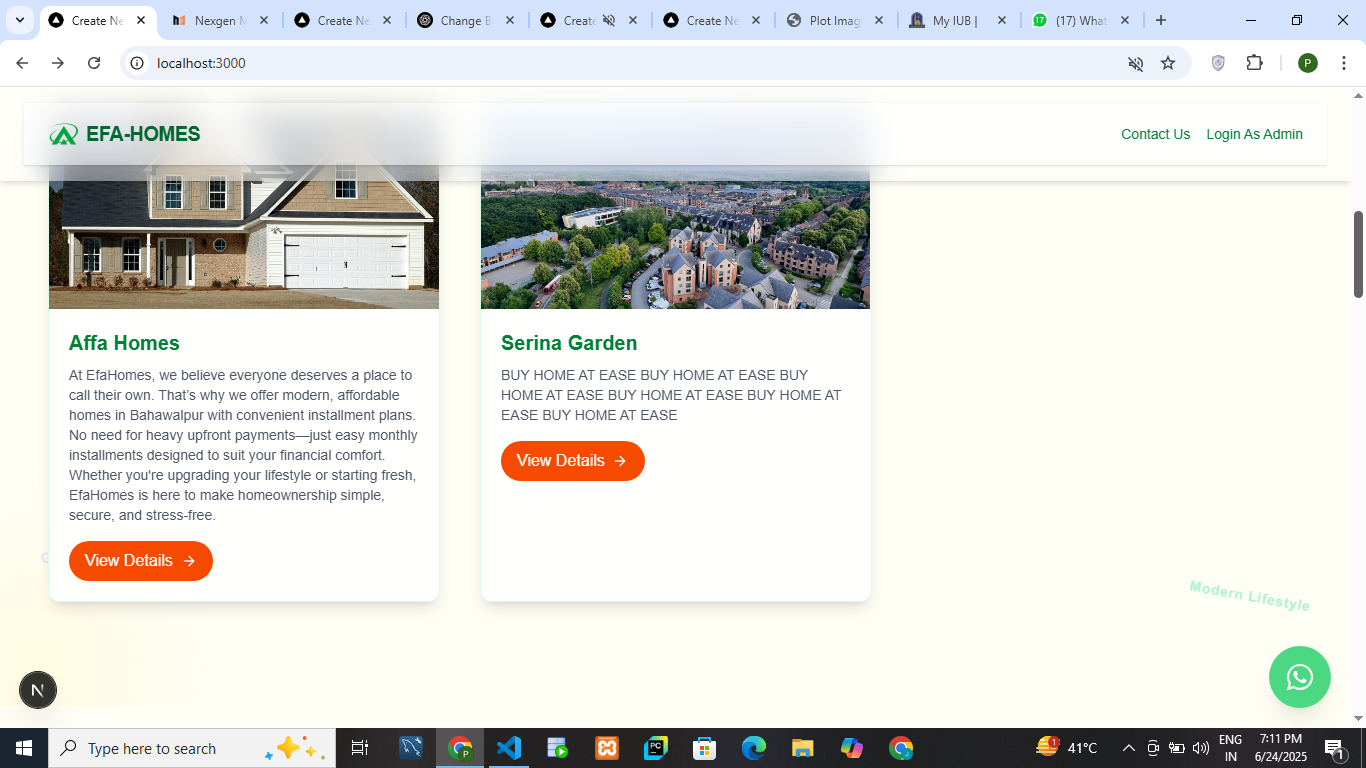 Create Ne
Nexgen M
Create Ne
Change B
Create
Create Ne
Plot Imag
My IUB |
(17) What
localhost:3000
P
EFA-HOMES
Contact Us
Login As Admin
Affa Homes
At EfaHomes, we believe everyone deserves a place to
call their own. That’s why we offer modern, affordable
homes in Bahawalpur with convenient installment plans.
No need for heavy upfront payments—just easy monthly
installments designed to suit your financial comfort.
Whether you're upgrading your lifestyle or starting fresh,
EfaHomes is here to make homeownership simple,
secure, and stress-free.
View Details
Serina Garden
BUY HOME AT EASE BUY HOME AT EASE BUY
HOME AT EASE BUY HOME AT EASE BUY HOME AT
EASE BUY HOME AT EASE
View Details
Modern Lifestyle
N
Type here to search
41°C
ENG
IN
7:11 PM
6/24/2025